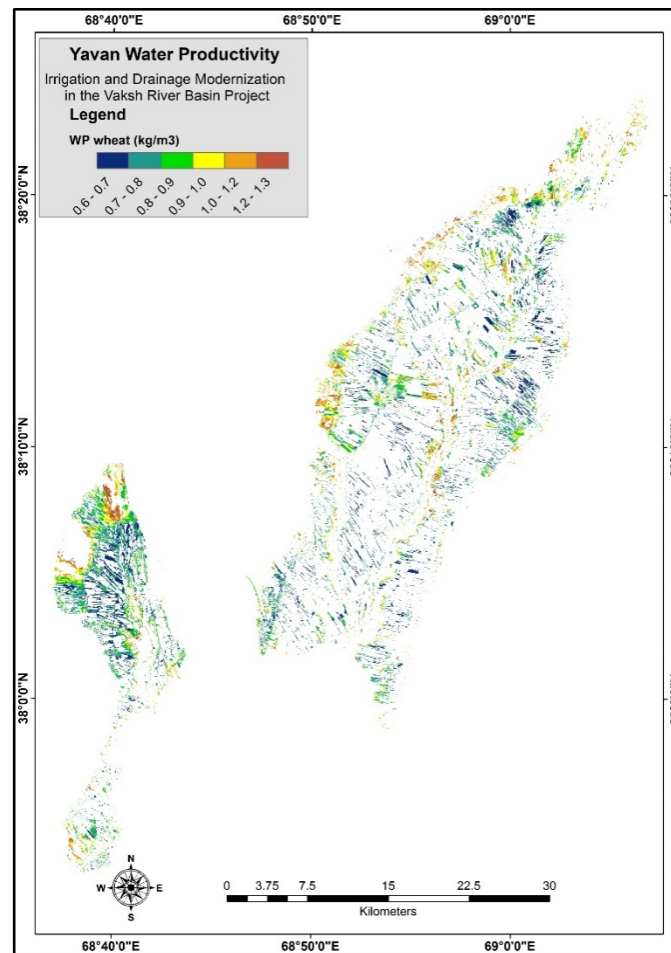 68°40'0"E 68°50'0"E 69°0'0"E
Yavan Water Productivity
Irrigation and Drainage Modernization
in the Vaksh River Basin Project
Legend
WP wheat (kg/m3)
0.6 - 0.7
0.7 - 0.8
0.8 - 0.9
0.9 - 1.0
1.0 - 1.2
1.2 - 1.3
38°20'0"N
38°10'0"N
38°0'0"N
N
W E
S
0 3.75 7.5 15 22.5 30
Kilometers
68°40'0"E 68°50'0"E 69°0'0"E